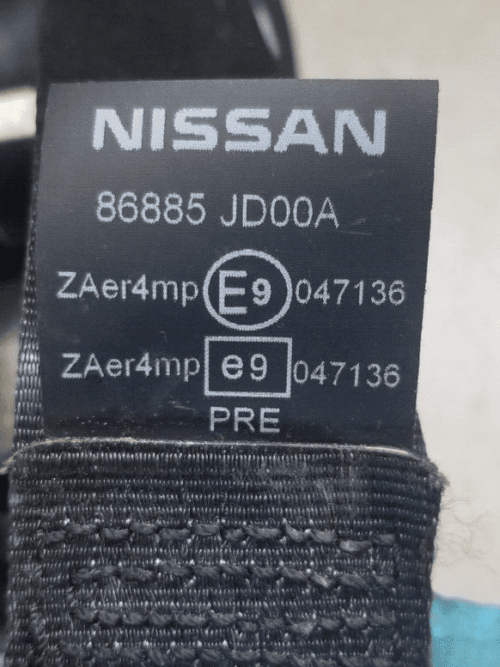 NISSAN
86885 JD00A
ZAer4mp E9 047136
ZAer4mp e9 047136
PRE